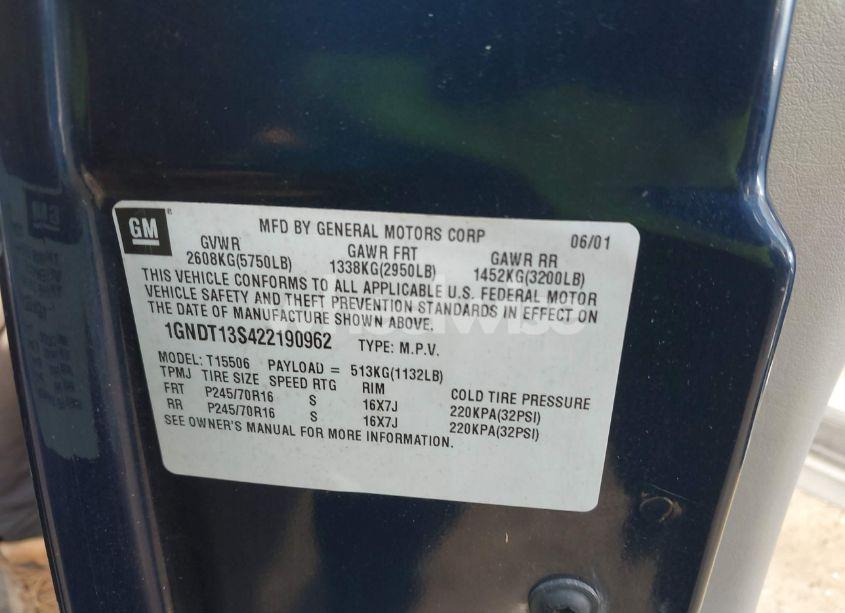 GM ® MFD BY GENERAL MOTORS CORP 06/01
GVWR GAWR FRT GAWR RR
2608KG(5750LB) 1338KG(2950LB) 1452KG(3200LB)
THIS VEHICLE CONFORMS TO ALL APPLICABLE U.S. FEDERAL MOTOR
VEHICLE SAFETY AND THEFT PREVENTION STANDARDS IN EFFECT ON
THE DATE OF MANUFACTURE SHOWN ABOVE.
1GNDT13S422190962 TYPE: M.P.V.
MODEL: T15506 PAYLOAD = 513KG(1132LB)
TPMJ TIRE SIZE SPEED RTG RIM COLD TIRE PRESSURE
FRT P245/70R16 S 16X7J 220KPA(32PSI)
RR P245/70R16 S 16X7J 220KPA(32PSI)
SEE OWNER'S MANUAL FOR MORE INFORMATION.